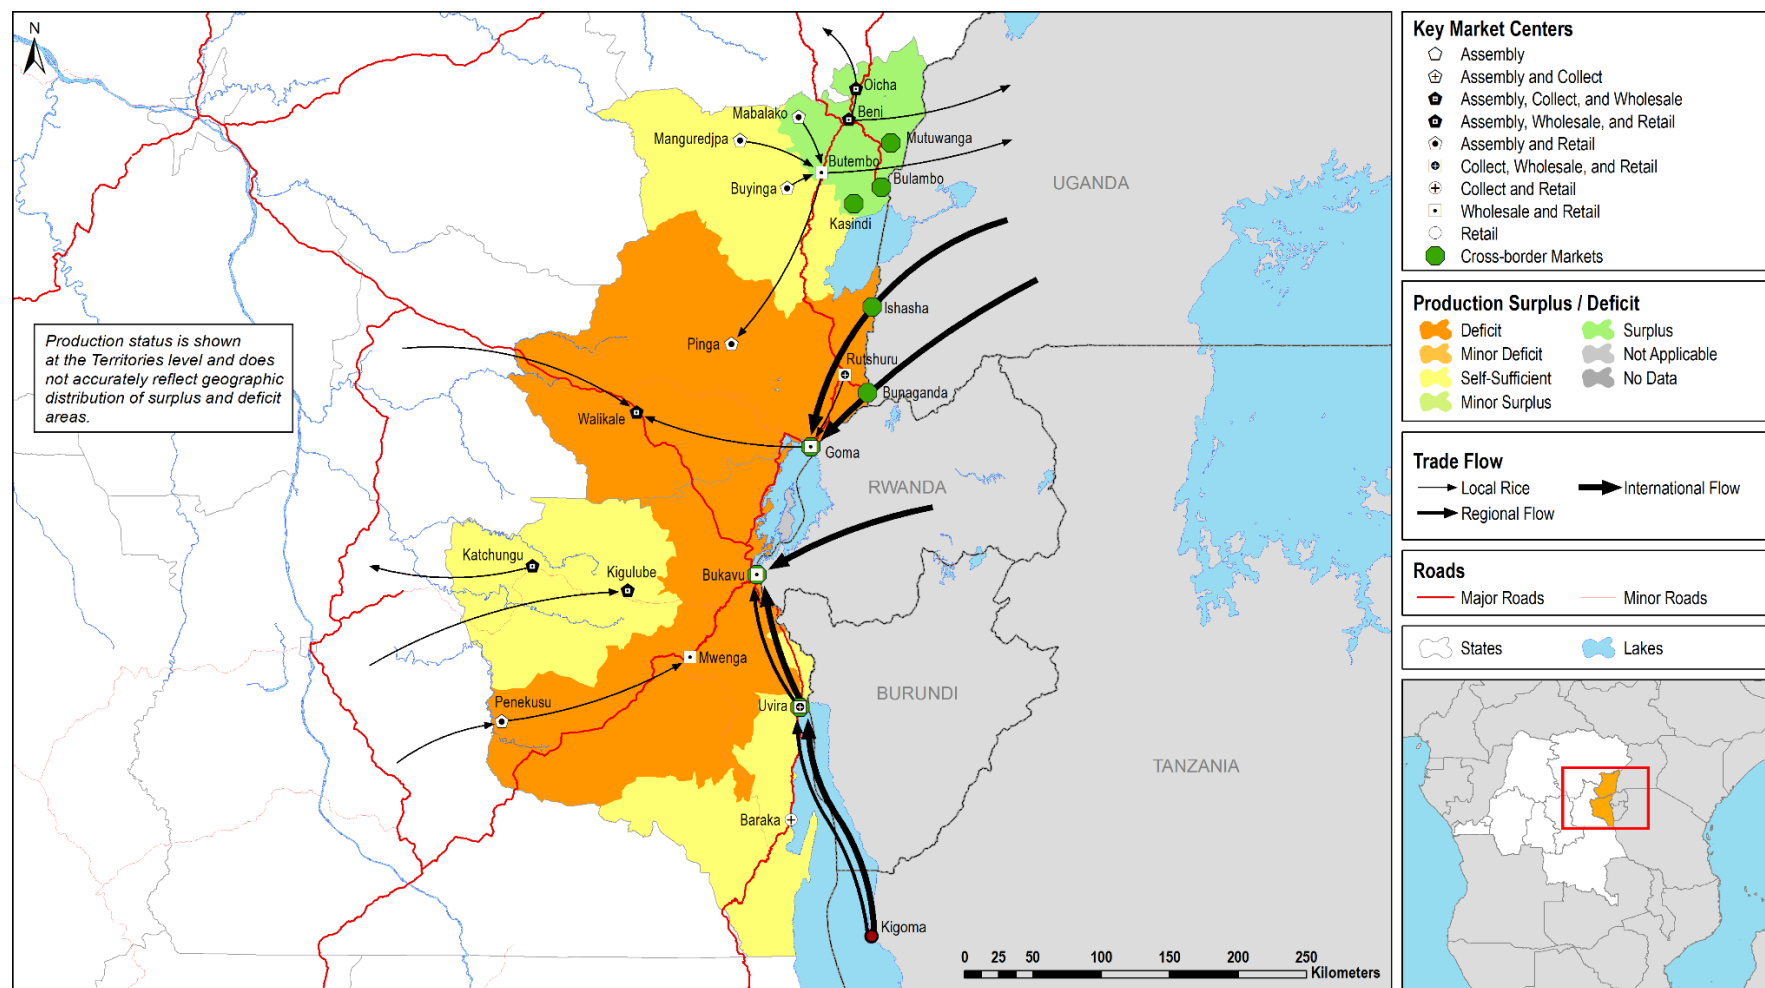 N
Oicha
Beni
Mabalako
Manguredjpa
Mutuwanga
Butembo
Buyinga
Bulambo
Kasindi
UGANDA
Ishasha
Production status is shown
at the Territories level and does
not accurately reflect geographic
distribution of surplus and deficit
areas.
Pinga
Rutshuru
Bunaganda
Walikale
Goma
RWANDA
Katchungu
Kigulube
Bukavu
Mwenga
Penekusu
Uvira
BURUNDI
TANZANIA
Baraka
Kigoma
0 25 50 100 150 200 250
Kilometers
Key Market Centers
Assembly
Assembly and Collect
Assembly, Collect, and Wholesale
Assembly, Wholesale, and Retail
Assembly and Retail
Collect, Wholesale, and Retail
Collect and Retail
Wholesale and Retail
Retail
Cross-border Markets
Production Surplus / Deficit
Deficit
Minor Deficit
Self-Sufficient
Minor Surplus
Surplus
Not Applicable
No Data
Trade Flow
Local Rice
Regional Flow
International Flow
Roads
Major Roads
Minor Roads
States
Lakes